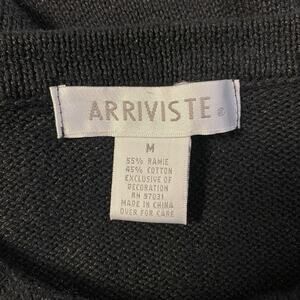 ARRIVISTE®
M
55% RAMIE
45% COTTON
EXCLUSIVE OF
DECORATION
RN 97031
MADE IN CHINA
OVER FOR CARE